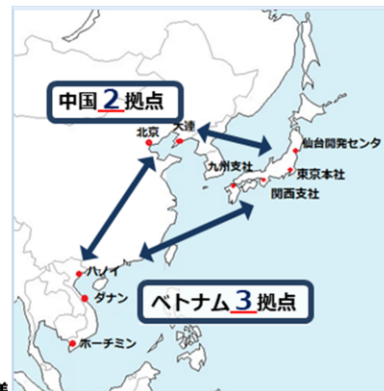 中国2拠点
北京
大連
仙台開発センタ
九州支社
東京本社
関西支社
ハノイ
ベトナム3拠点
ダナン
ホーチミン